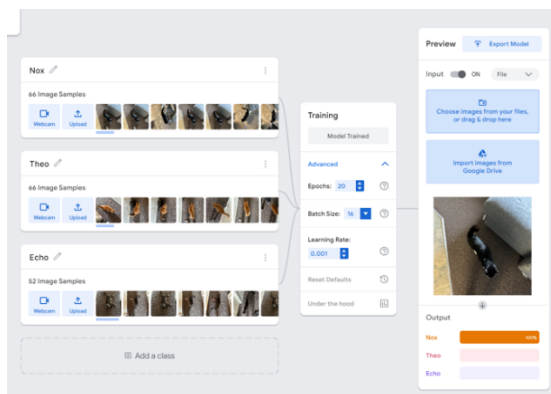 Nox
66 Image Samples
Webcam
Upload
Theo
66 Image Samples
Webcam
Upload
Echo
52 Image Samples
Webcam
Upload
Add a class
Training
Model Trained
Advanced
Epochs: 20
Batch Size: 16
Learning Rate:
0.001
Reset Defaults
Under the hood
Preview
Export Model
Input ON File
Choose images from your files,
or drag & drop here
Import images from
Google Drive
Output
Nox 100%
Theo
Echo